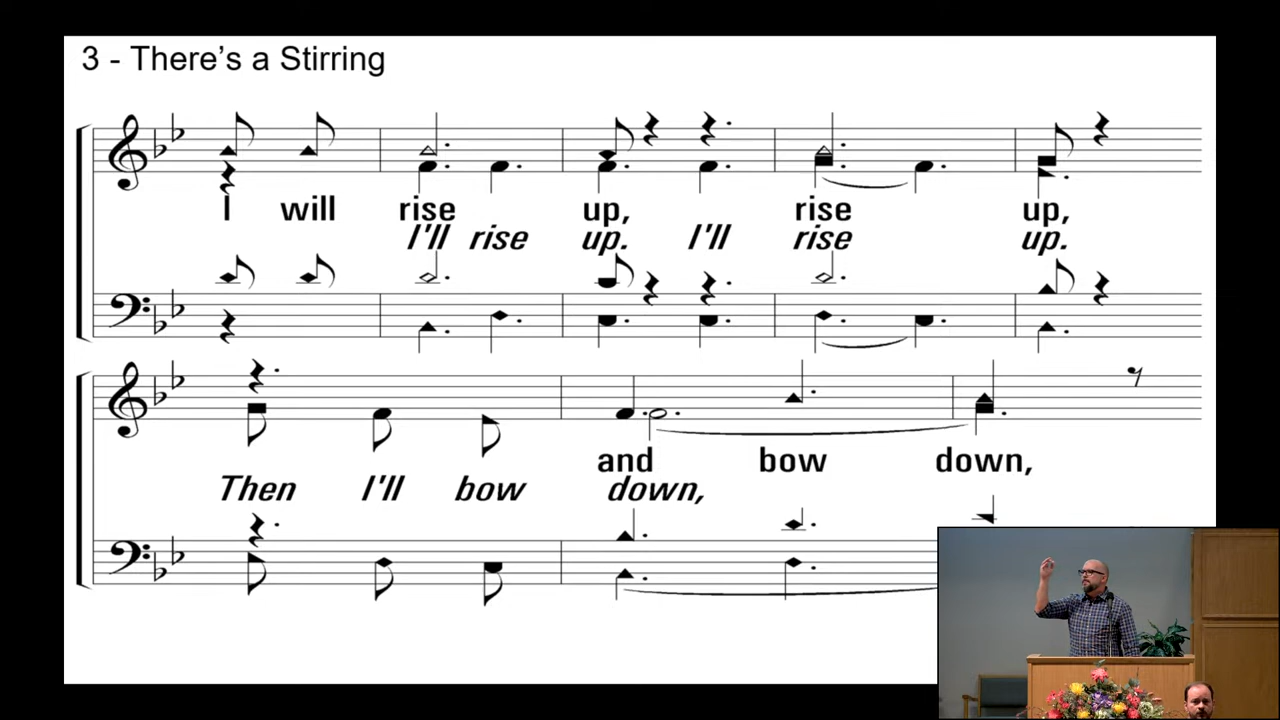 3 - There's a Stirring
I will rise up, rise up,
I'll rise up. I'll rise up.
and bow down,
Then I'll bow down,